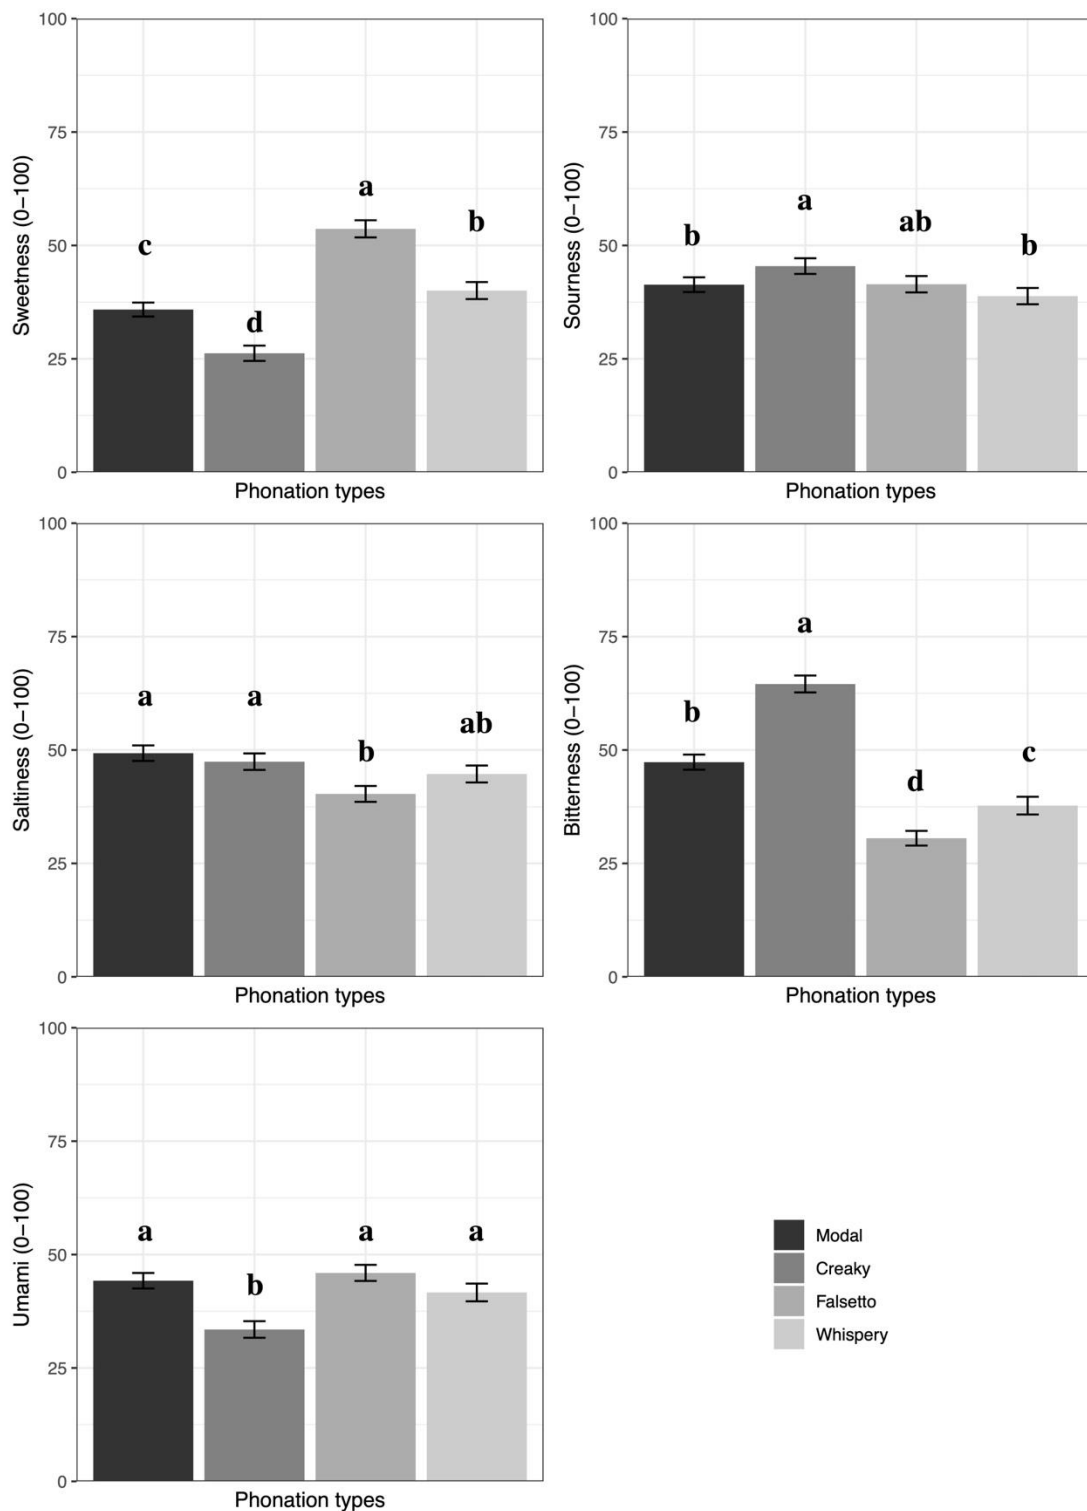 Sweetness (0–100)
100
75
50
25
0
c
d
a
b
Phonation types
Sourness (0–100)
100
75
50
25
0
b
a
ab
b
Phonation types
Saltiness (0–100)
100
75
50
25
0
a
a
b
ab
Phonation types
Bitterness (0–100)
100
75
50
25
0
b
a
d
c
Phonation types
Umami (0–100)
100
75
50
25
0
a
b
a
a
Phonation types
Modal
Creaky
Falsetto
Whispery